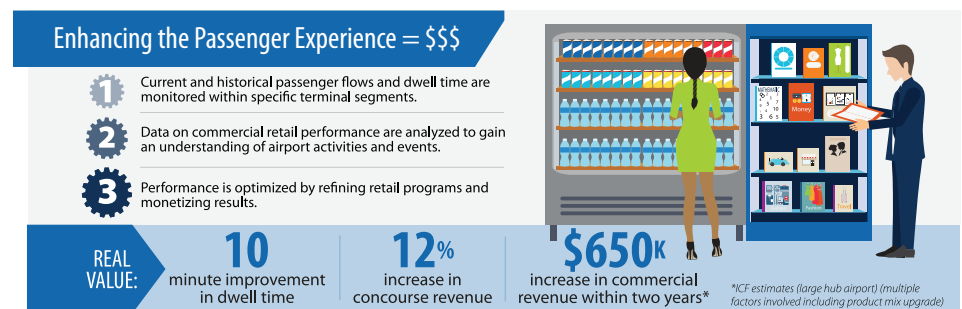 Enhancing the Passenger Experience = $$$
1
Current and historical passenger flows and dwell time are
monitored within specific terminal segments.
2
Data on commercial retail performance are analyzed to gain
an understanding of airport activities and events.
3
Performance is optimized by refining retail programs and
monetizing results.
MATHEMATIC
Money
Fashion
Travel
REAL
VALUE:
10
minute improvement
in dwell time
12%
increase in
concourse revenue
$650K
increase in commercial
revenue within two years*
*ICF estimates (large hub airport) (multiple
factors involved including product mix upgrade)